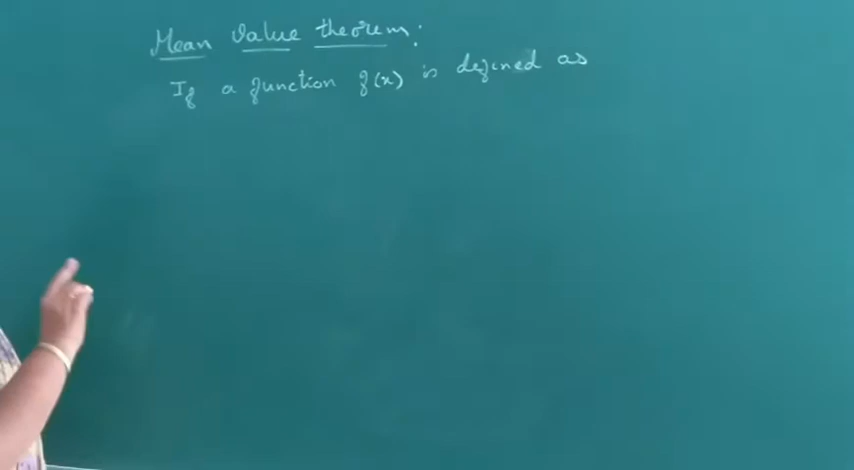 Mean Value theorem:
If a function f(x) is defined as